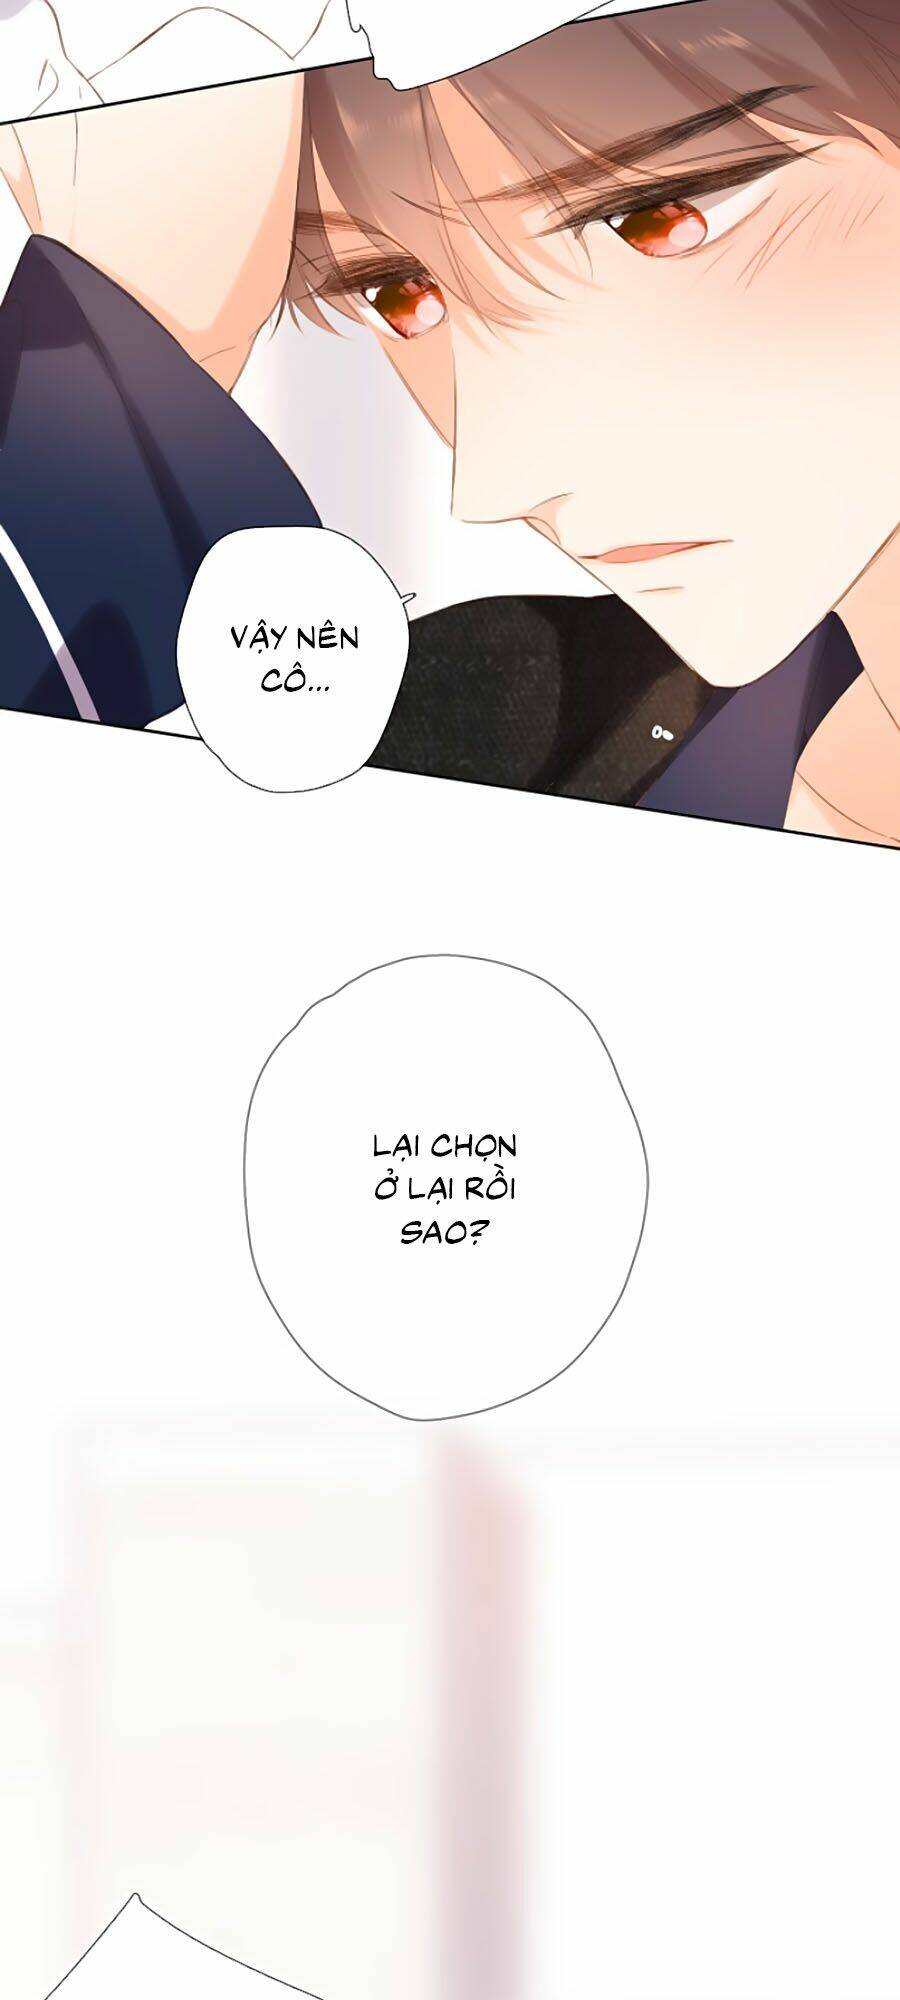 VẬY NÊN
CÔ...
LẠI CHỌN
Ở LẠI RỒI
SAO?